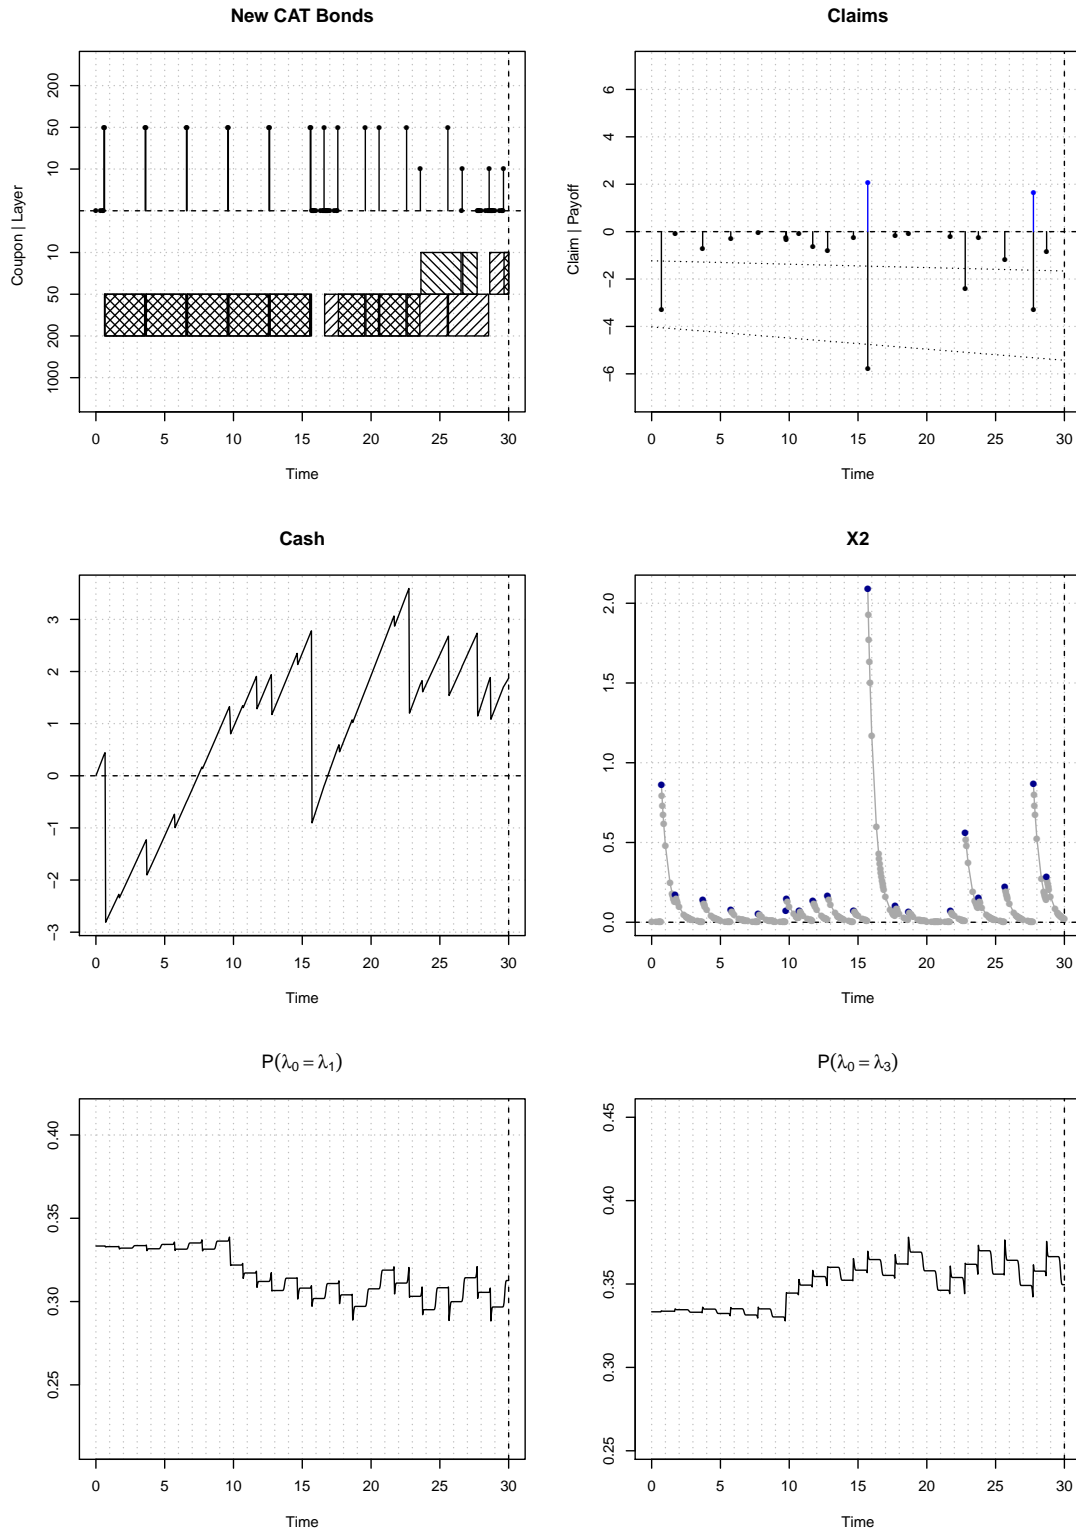 New CAT Bonds
Coupon | Layer
200
50
10
10
50
200
1000
0 5 10 15 20 25 30
Time
Claims
Claim | Payoff
6
4
2
0
−2
−4
−6
0 5 10 15 20 25 30
Time
Cash
3
2
1
0
−1
−2
−3
0 5 10 15 20 25 30
Time
X2
2.0
1.5
1.0
0.5
0.0
0 5 10 15 20 25 30
Time
P(λ0 = λ1)
0.40
0.35
0.30
0.25
0 5 10 15 20 25 30
Time
P(λ0 = λ3)
0.45
0.40
0.35
0.30
0.25
0 5 10 15 20 25 30
Time